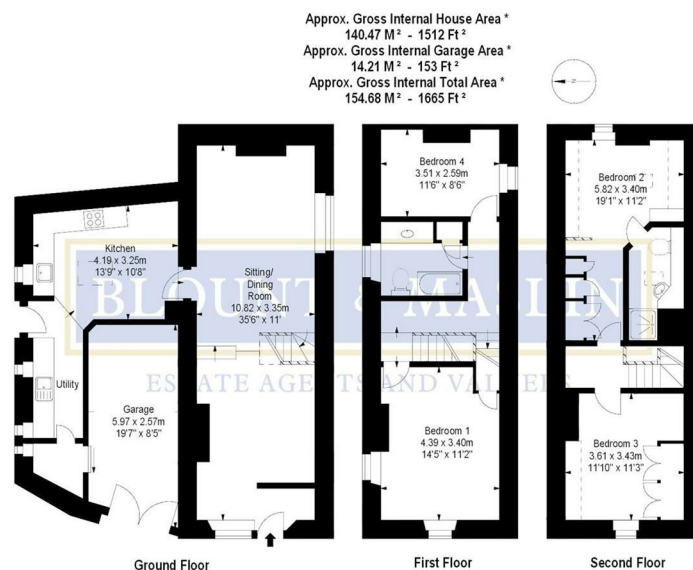 Approx. Gross Internal House Area *
140.47 M² - 1512 Ft²
Approx. Gross Internal Garage Area *
14.21 M² - 153 Ft²
Approx. Gross Internal Total Area *
154.68 M² - 1665 Ft²
N
Kitchen
4.19 x 3.25m
13'9" x 10'8"
Utility
Garage
5.97 x 2.57m
19'7" x 8'5"
Sitting/
Dining
Room
10.82 x 3.35m
35'6" x 11'
Bedroom 4
3.51 x 2.59m
11'6" x 8'6"
Bedroom 1
4.39 x 3.40m
14'5" x 11'2"
Bedroom 2
5.82 x 3.40m
19'1" x 11'2"
Bedroom 3
3.61 x 3.43m
11'10" x 11'3"
BLOUNT & MASLIN
ESTATE AGENTS AND VALUERS
Ground Floor
First Floor
Second Floor